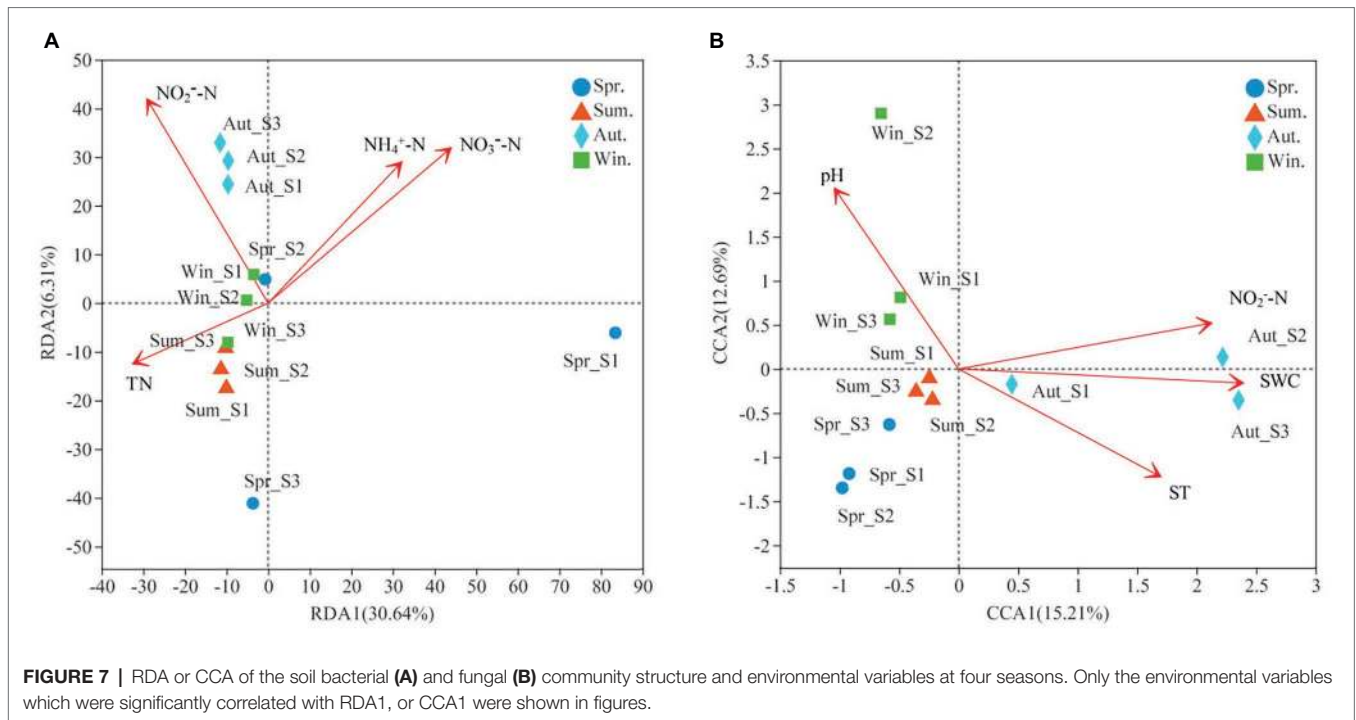 A
50
40
30
20
10
0
-10
-20
-30
-40
-50
-40 -30 -20 -10 0 10 20 30 40 50 60 70 80 90
RDA2(6.31%)
RDA1(30.64%)
Spr.
Sum.
Aut.
Win.
NO₂⁻-N
Aut_S3
Aut_S2
Aut_S1
NH₄⁺-N
NO₃⁻-N
Spr_S2
Win_S1
Win_S2
Sum_S3
Win_S3
TN
Sum_S2
Sum_S1
Spr_S1
Spr_S3
B
3.5
3
2.5
2
1.5
1
0.5
0
-0.5
-1
-1.5
-2
-1.5 -1 -0.5 0 0.5 1 1.5 2 2.5 3
CCA2(12.69%)
CCA1(15.21%)
Spr.
Sum.
Aut.
Win.
Win_S2
pH
Win_S1
Win_S3
NO₂⁻-N
Aut_S2
Sum_S1
Sum_S3
Aut_S1
SWC
Aut_S3
Spr_S3
Sum_S2
Spr_S1
Spr_S2
ST
FIGURE 7 | RDA or CCA of the soil bacterial (A) and fungal (B) community structure and environmental variables at four seasons. Only the environmental variables
which were significantly correlated with RDA1, or CCA1 were shown in figures.